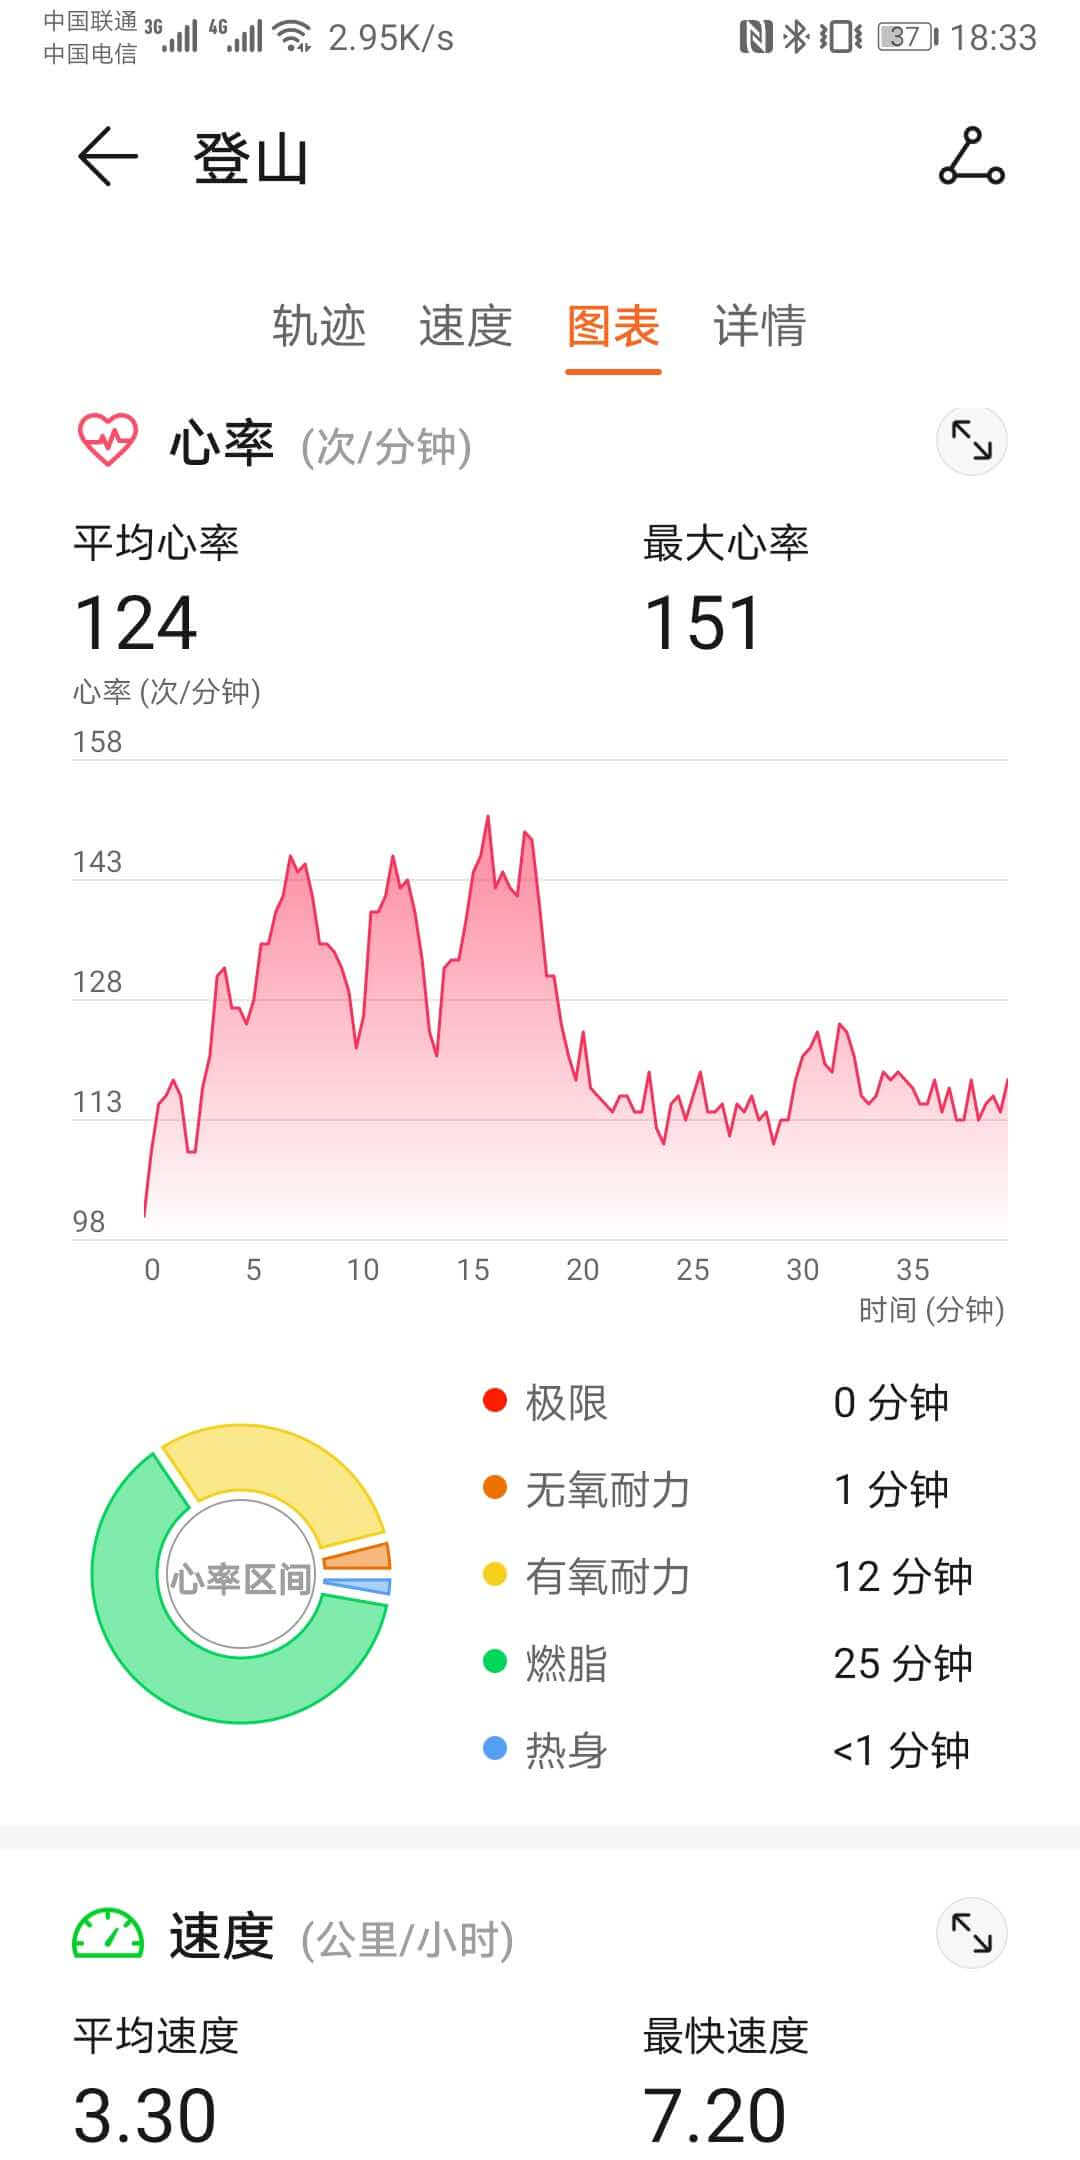 中国联通 3G 4G 2.95K/s 37 18:33
中国电信
登山
轨迹 速度 图表 详情
心率 (次/分钟)
平均心率 最大心率
124 151
心率 (次/分钟)
158
143
128
113
98
0 5 10 15 20 25 30 35
时间 (分钟)
心率区间
极限 0 分钟
无氧耐力 1 分钟
有氧耐力 12 分钟
燃脂 25 分钟
热身 <1 分钟
速度 (公里/小时)
平均速度 最快速度
3.30 7.20